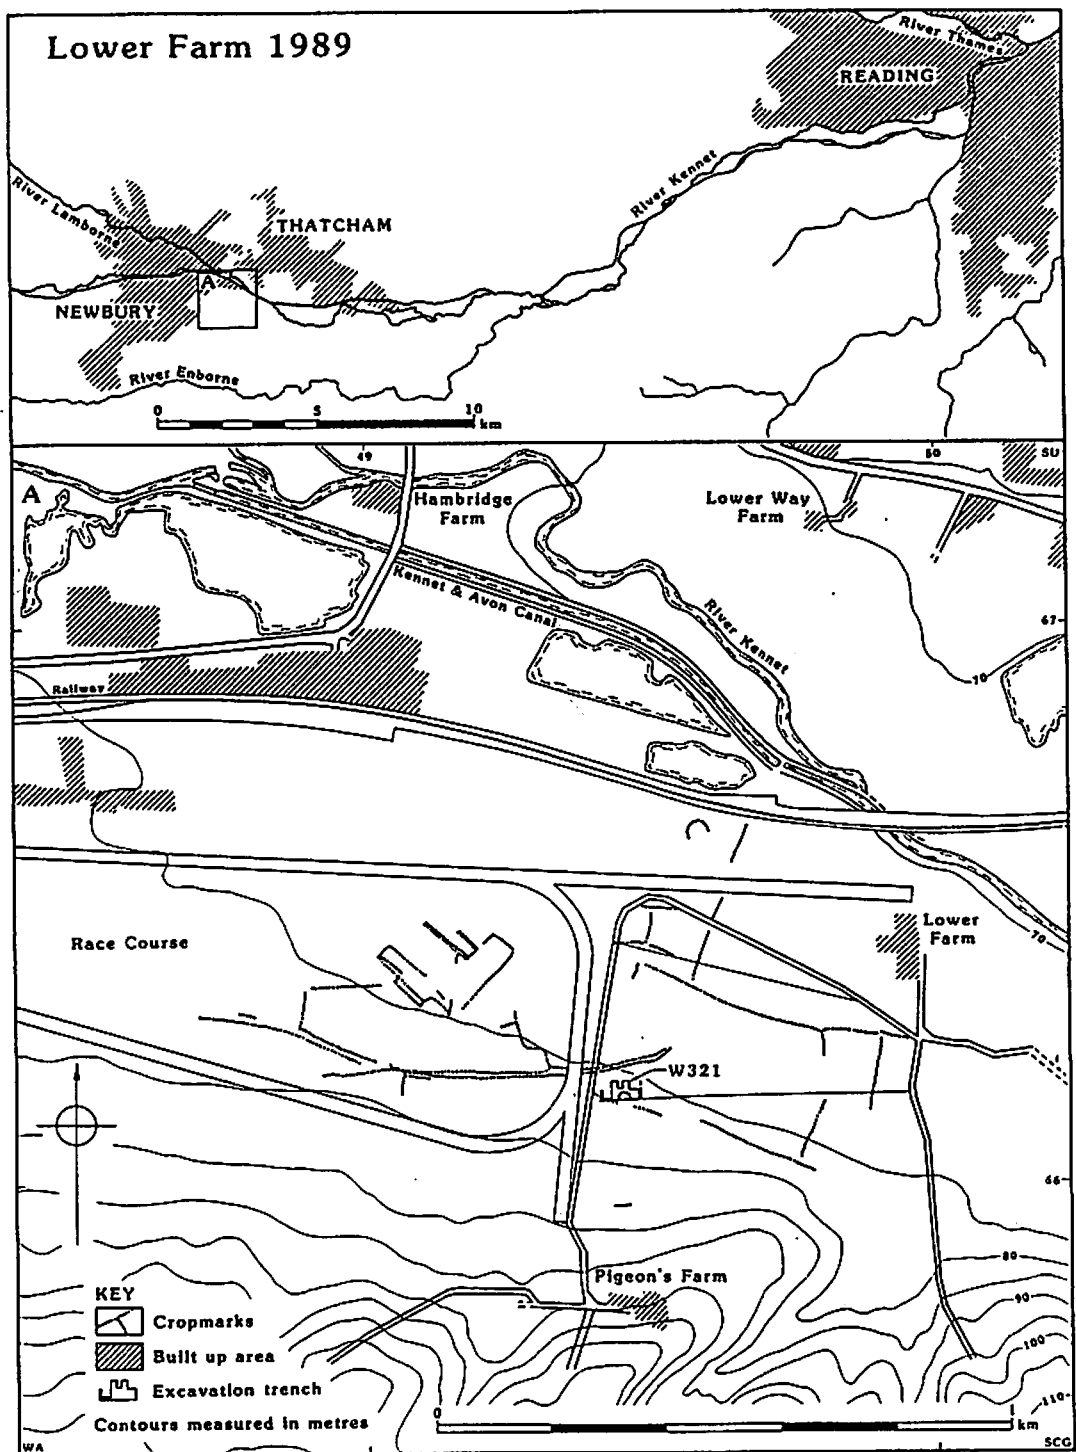 Lower Farm 1989
River Thames
READING
River Kennet
River Lamborne
THATCHAM
A
NEWBURY
River Enborne
0 5 10
km
49
50
SU
A
Hambridge
Farm
Lower Way
Farm
Kennet & Avon Canal
River Kennet
67
70
Railway
Race Course
Lower
Farm
70
W321
66
80
Pigeon's Farm
90
100
110
KEY
Cropmarks
Built up area
Excavation trench
Contours measured in metres
0 1
km
WA
SCG